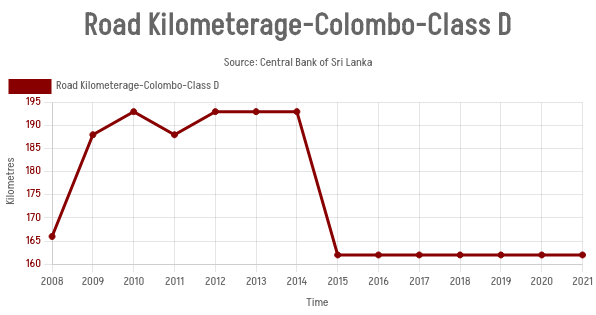 Road Kilometerage-Colombo-Class D
Source: Central Bank of Sri Lanka
Road Kilometerage-Colombo-Class D
195
190
185
180
175
170
165
160
Kilometres
2008 2009 2010 2011 2012 2013 2014 2015 2016 2017 2018 2019 2020 2021
Time